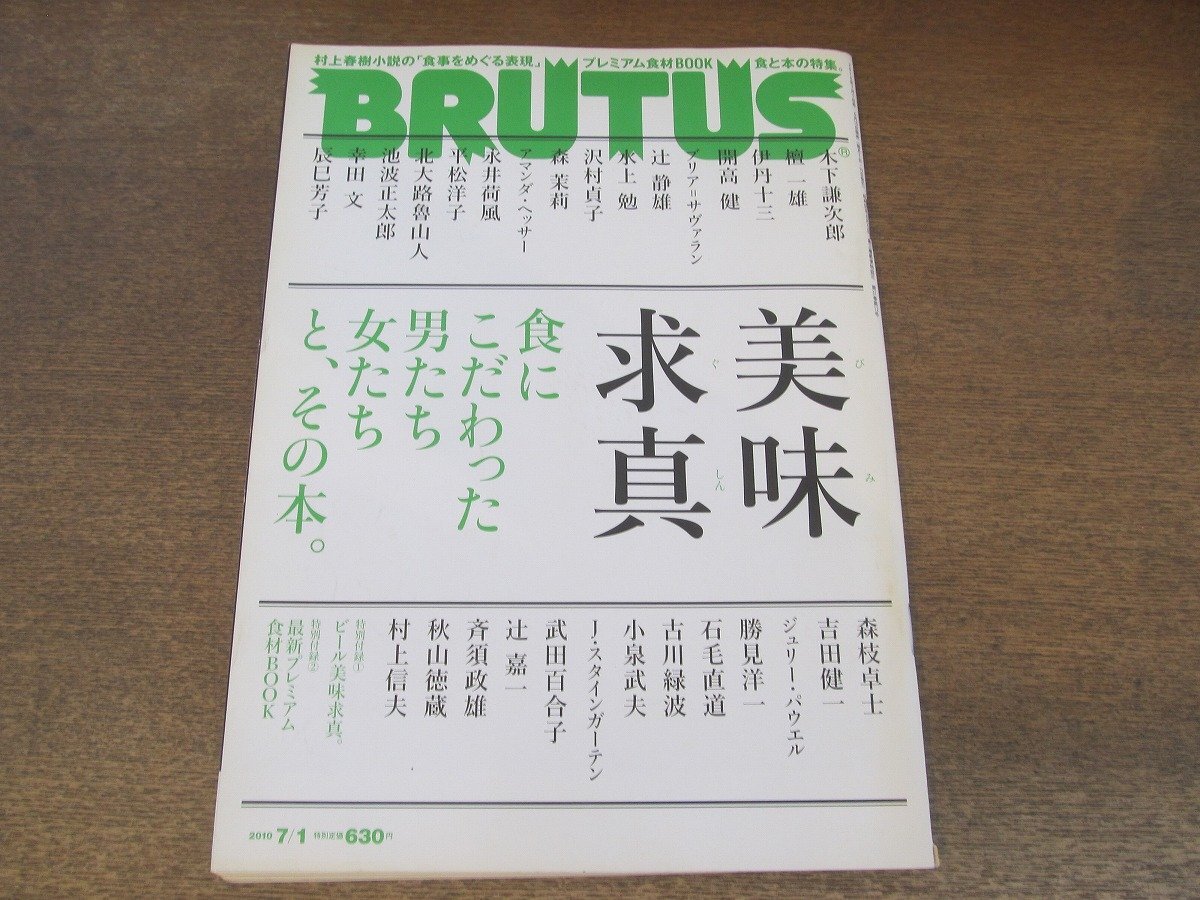 村上春樹小説の「食事をめぐる表現」 プレミアム食材BOOK 食と本の特集。
BRUTUS
®
木下謙次郎
檀 一雄
伊丹十三
開高 健
ブリア＝サヴァラン
辻 静雄
水上 勉
沢村貞子
森 茉莉
アマンダ・ヘッサー
永井荷風
平松洋子
北大路魯山人
池波正太郎
幸田 文
辰巳芳子
美味
びみ
求真
ぐしん
食に
こだわった
男たち
女たち
と、その本。
森枝卓士
吉田健一
ジュリー・パウエル
勝見洋一
石毛直道
古川緑波
小泉武夫
J・スタインガーテン
武田百合子
辻 嘉一
斉須政雄
秋山徳蔵
村上信夫
特別付録①
ビール美味求真。
特別付録②
最新プレミアム
食材BOOK
2010 7/1 特別定価630円